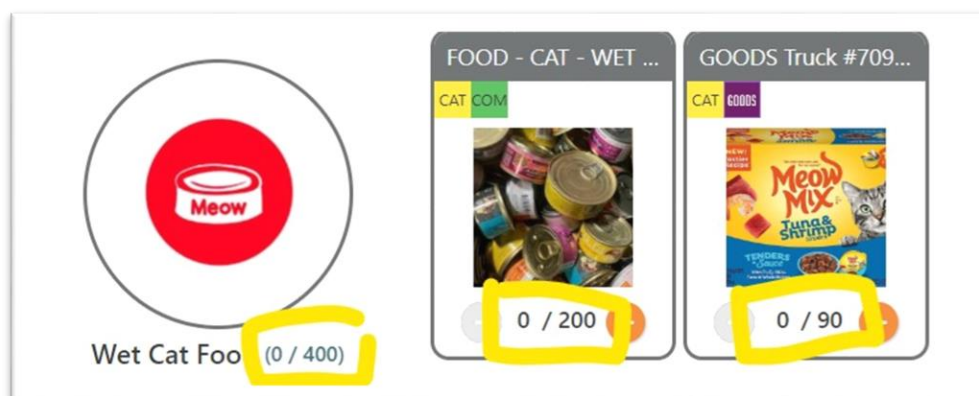 Meow
Wet Cat Foo (0 / 400)
FOOD - CAT - WET ...
CAT COM
0 / 200
GOODS Truck #709...
CAT GOODS
NEW!
Meow
Mix
Tuna &
Shrimp
TENDERS
in Sauce
0 / 90